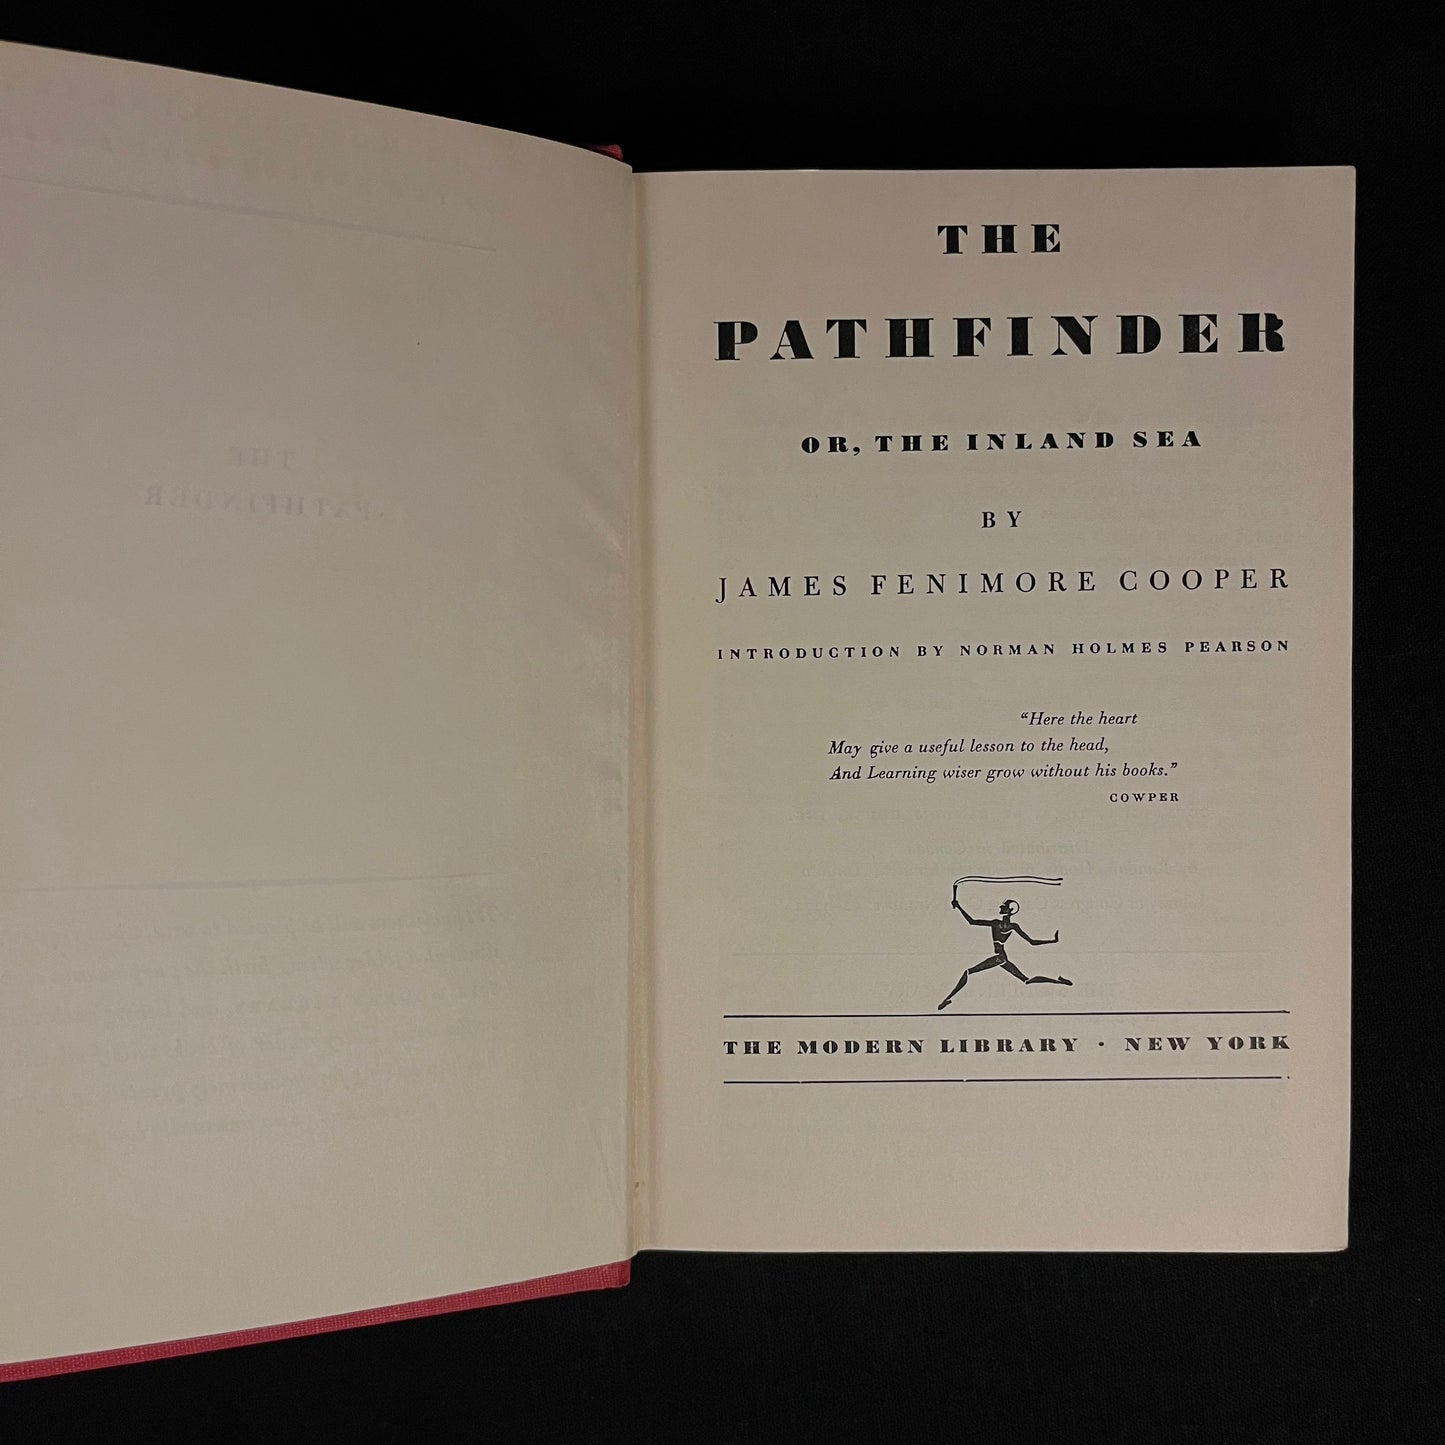 THE
PATHFINDER
THE
PATHFINDER
OR, THE INLAND SEA
BY
JAMES FENIMORE COOPER
INTRODUCTION BY NORMAN HOLMES PEARSON
“Here the heart
May give a useful lesson to the head,
And Learning wiser grow without his books.”
COWPER
THE MODERN LIBRARY · NEW YORK